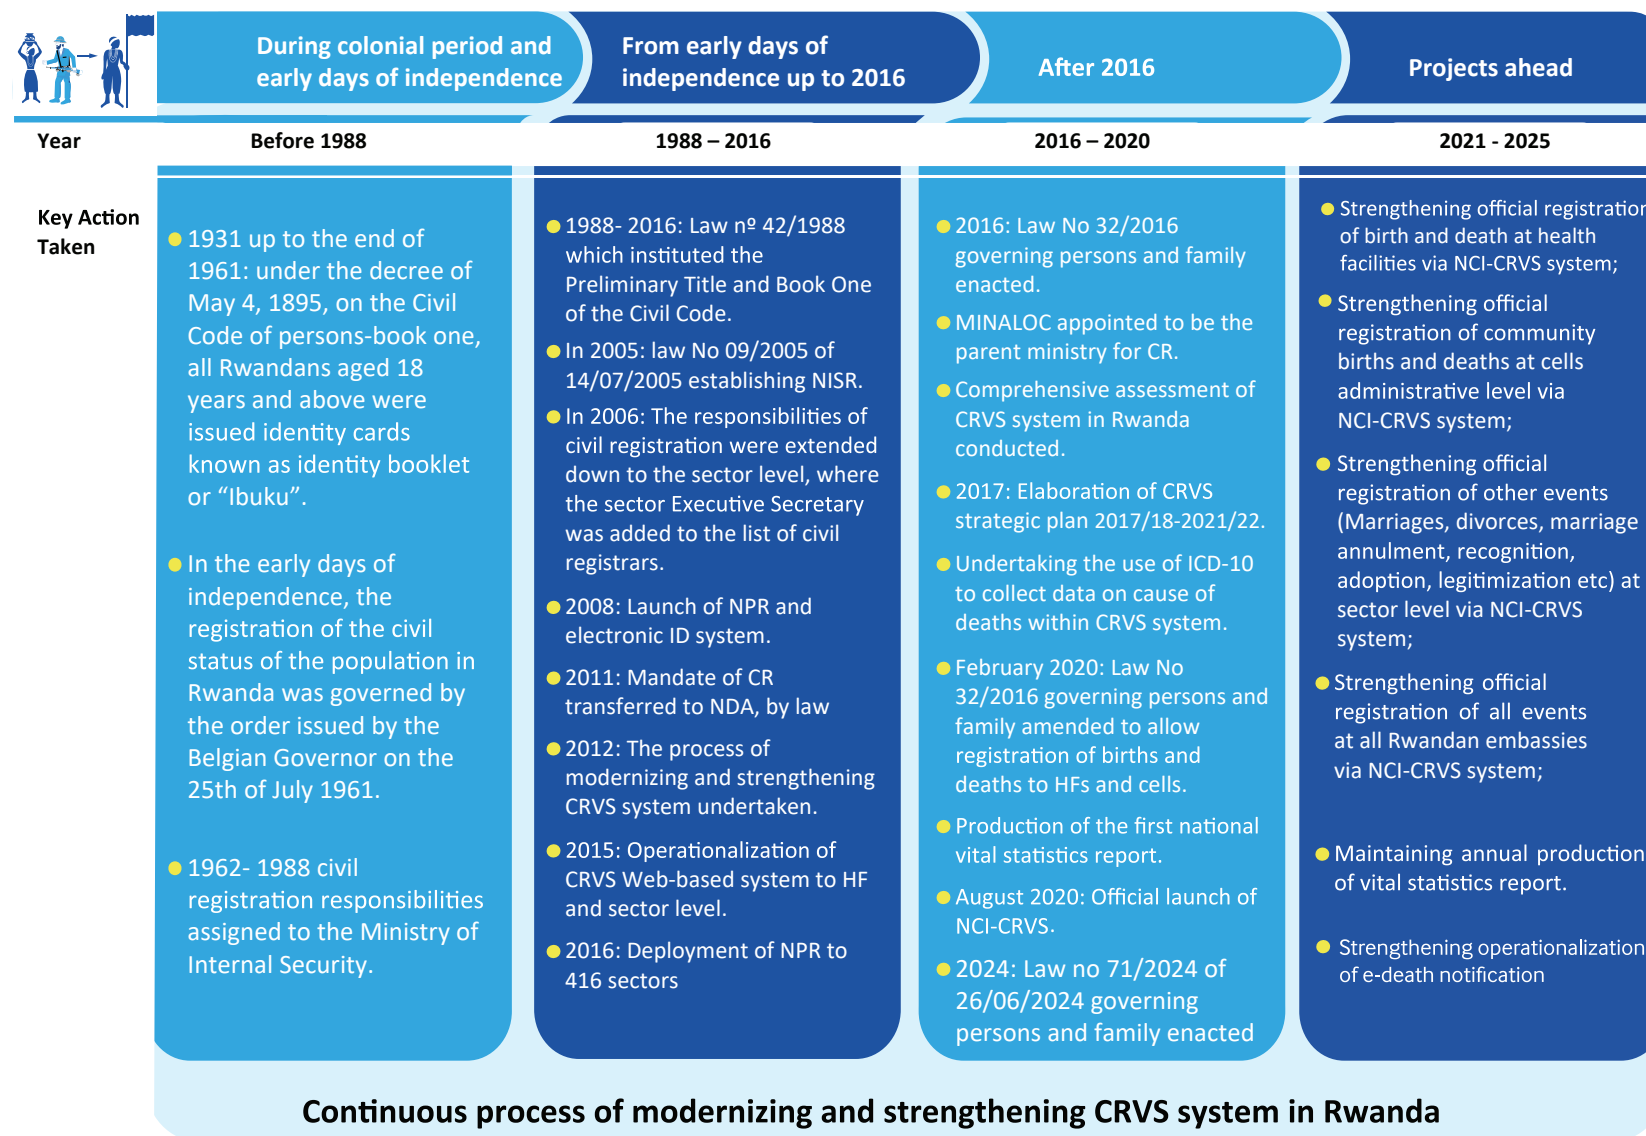 During colonial period and
early days of independence
From early days of
independence up to 2016
After 2016
Projects ahead
Year
Before 1988
1988 – 2016
2016 – 2020
2021 - 2025
Key Action
Taken
1931 up to the end of
1961: under the decree of
May 4, 1895, on the Civil
Code of persons-book one,
all Rwandans aged 18
years and above were
issued identity cards
known as identity booklet
or “Ibuku”.
In the early days of
independence, the
registration of the civil
status of the population in
Rwanda was governed by
the order issued by the
Belgian Governor on the
25th of July 1961.
1962- 1988 civil
registration responsibilities
assigned to the Ministry of
Internal Security.
1988- 2016: Law nº 42/1988
which instituted the
Preliminary Title and Book One
of the Civil Code.
In 2005: law No 09/2005 of
14/07/2005 establishing NISR.
In 2006: The responsibilities of
civil registration were extended
down to the sector level, where
the sector Executive Secretary
was added to the list of civil
registrars.
2008: Launch of NPR and
electronic ID system.
2011: Mandate of CR
transferred to NDA, by law
2012: The process of
modernizing and strengthening
CRVS system undertaken.
2015: Operationalization of
CRVS Web-based system to HF
and sector level.
2016: Deployment of NPR to
416 sectors
2016: Law No 32/2016
governing persons and family
enacted.
MINALOC appointed to be the
parent ministry for CR.
Comprehensive assessment of
CRVS system in Rwanda
conducted.
2017: Elaboration of CRVS
strategic plan 2017/18-2021/22.
Undertaking the use of ICD-10
to collect data on cause of
deaths within CRVS system.
February 2020: Law No
32/2016 governing persons and
family amended to allow
registration of births and
deaths to HFs and cells.
Production of the first national
vital statistics report.
August 2020: Official launch of
NCI-CRVS.
2024: Law no 71/2024 of
26/06/2024 governing
persons and family enacted
Strengthening official registration
of birth and death at health
facilities via NCI-CRVS system;
Strengthening official
registration of community
births and deaths at cells
administrative level via
NCI-CRVS system;
Strengthening official
registration of other events
(Marriages, divorces, marriage
annulment, recognition,
adoption, legitimization etc) at
sector level via NCI-CRVS
system;
Strengthening official
registration of all events
at all Rwandan embassies
via NCI-CRVS system;
Maintaining annual production
of vital statistics report.
Strengthening operationalization
of e-death notification
Continuous process of modernizing and strengthening CRVS system in Rwanda